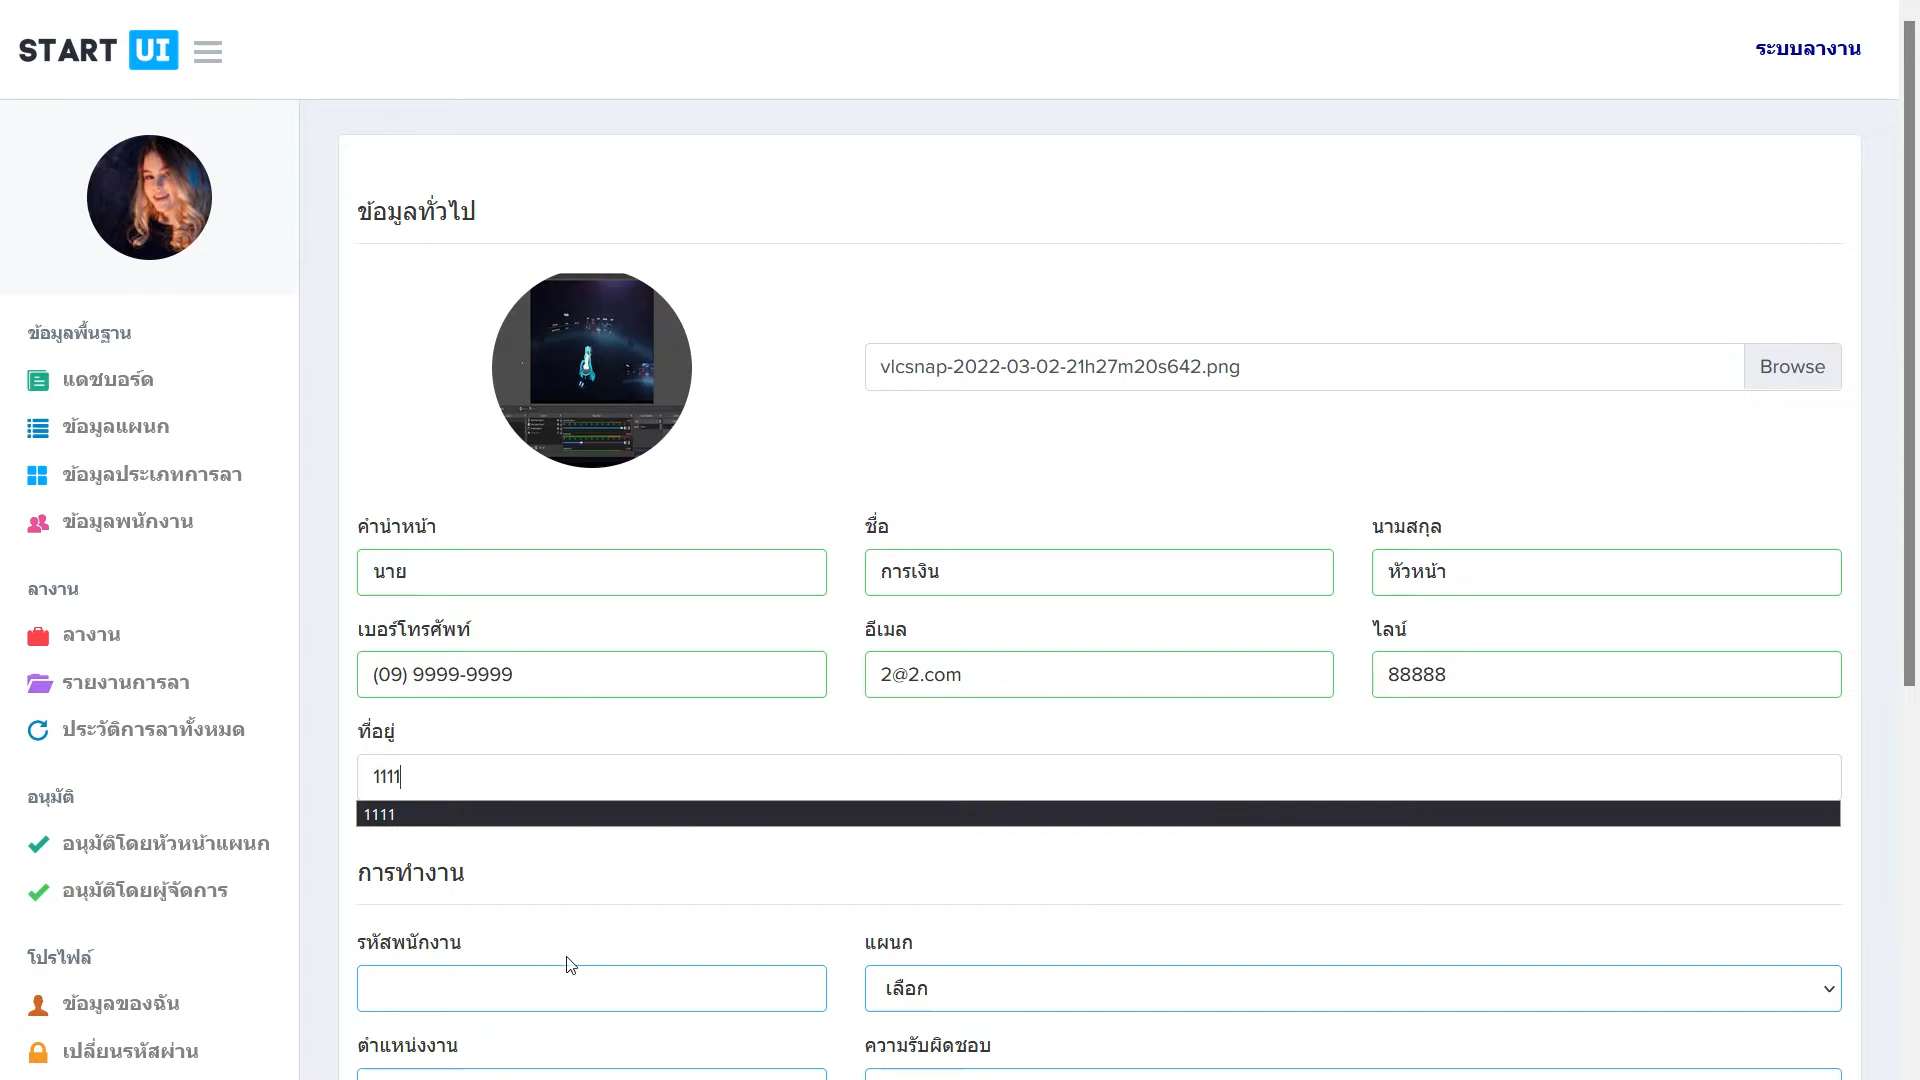 START UI
ระบบลางาน
ข้อมูลพื้นฐาน
แดชบอร์ด
ข้อมูลแผนก
ข้อมูลประเภทการลา
ข้อมูลพนักงาน
ลางาน
ลางาน
รายงานการลา
ประวัติการลาทั้งหมด
อนุมัติ
อนุมัติโดยหัวหน้าแผนก
อนุมัติโดยผู้จัดการ
โปรไฟล์
ข้อมูลของฉัน
เปลี่ยนรหัสผ่าน
ข้อมูลทั่วไป
vlcsnap-2022-03-02-21h27m20s642.png Browse
คำนำหน้า ชื่อ นามสกุล
นาย การเงิน หัวหน้า
เบอร์โทรศัพท์ อีเมล ไลน์
(09) 9999-9999 2@2.com 88888
ที่อยู่
1111
1111
การทำงาน
รหัสพนักงาน แผนก
เลือก
ตำแหน่งงาน ความรับผิดชอบ